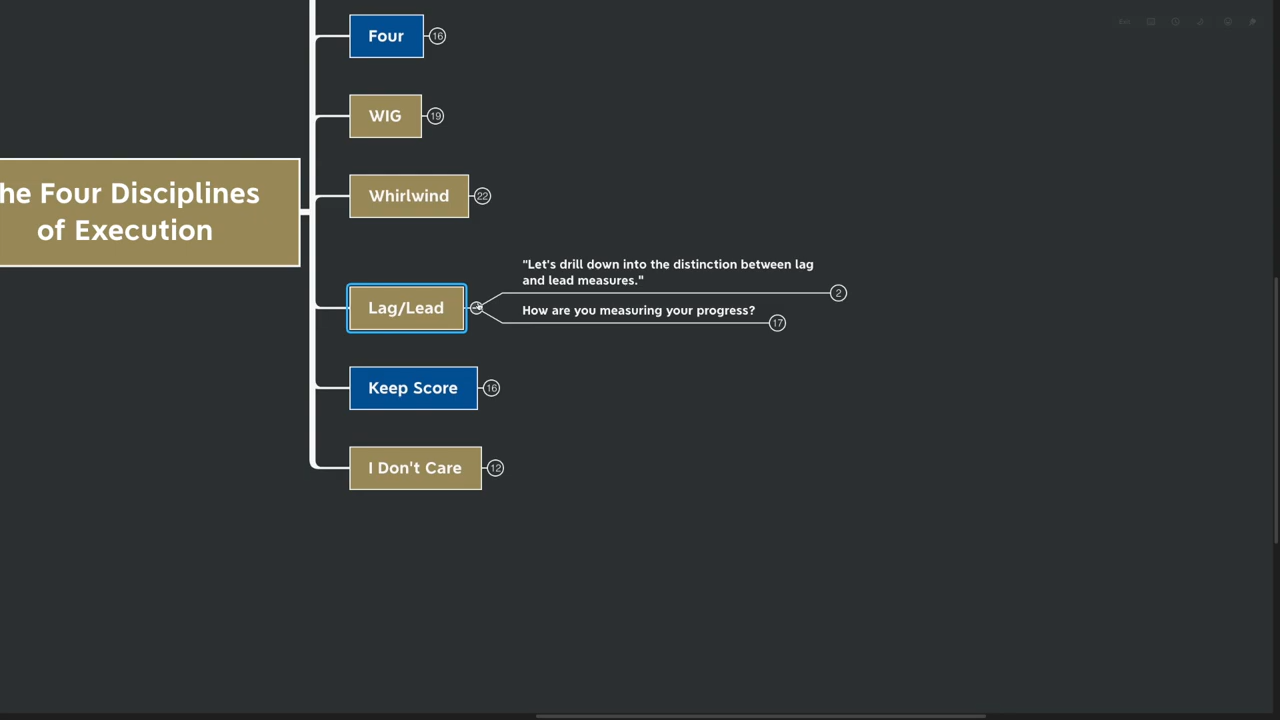 Four
16
WIG
19
he Four Disciplines
of Execution
Whirlwind
22
"Let's drill down into the distinction between lag
and lead measures."
2
Lag/Lead
How are you measuring your progress?
17
Keep Score
16
I Don't Care
12